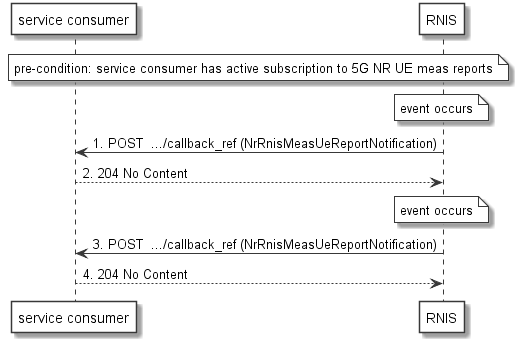 service consumer
RNIS
pre-condition: service consumer has active subscription to 5G NR UE meas reports
event occurs
1. POST .../callback_ref (NrRnisMeasUeReportNotification)
2. 204 No Content
event occurs
3. POST .../callback_ref (NrRnisMeasUeReportNotification)
4. 204 No Content
service consumer
RNIS